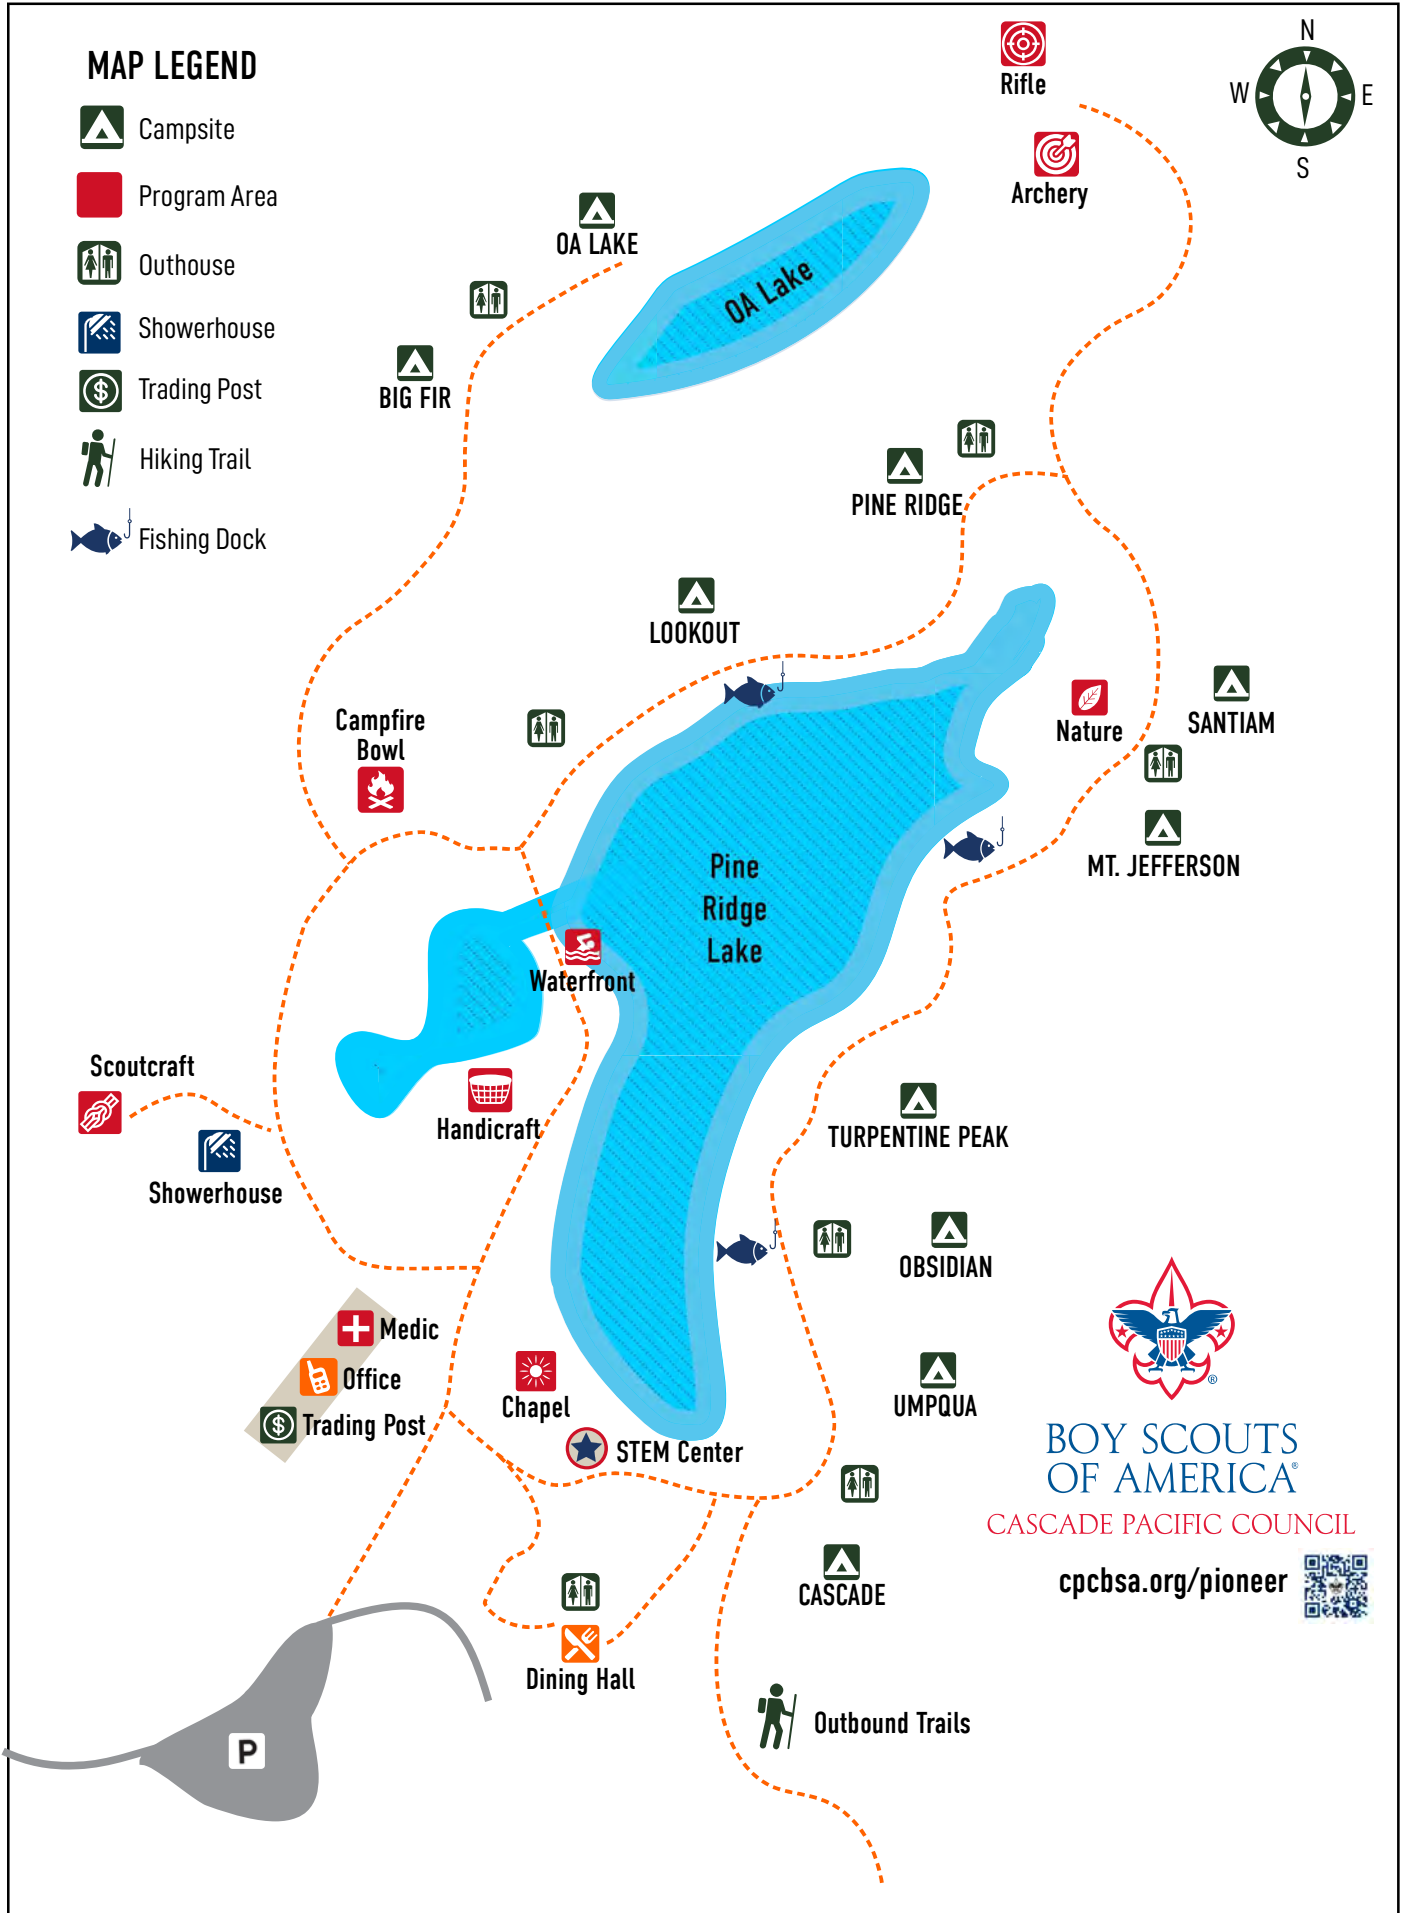 MAP LEGEND
Campsite
Program Area
Outhouse
Showerhouse
Trading Post
Hiking Trail
Fishing Dock
N
W
E
S
Rifle
Archery
OA LAKE
OA Lake
BIG FIR
PINE RIDGE
LOOKOUT
Campfire
Bowl
Nature
SANTIAM
MT. JEFFERSON
Pine
Ridge
Lake
Waterfront
Scoutcraft
Handicraft
Showerhouse
TURPENTINE PEAK
OBSIDIAN
Medic
Office
Trading Post
Chapel
STEM Center
UMPQUA
CASCADE
Dining Hall
Outbound Trails
P
®
BOY SCOUTS
OF AMERICA®
CASCADE PACIFIC COUNCIL
cpcbsa.org/pioneer